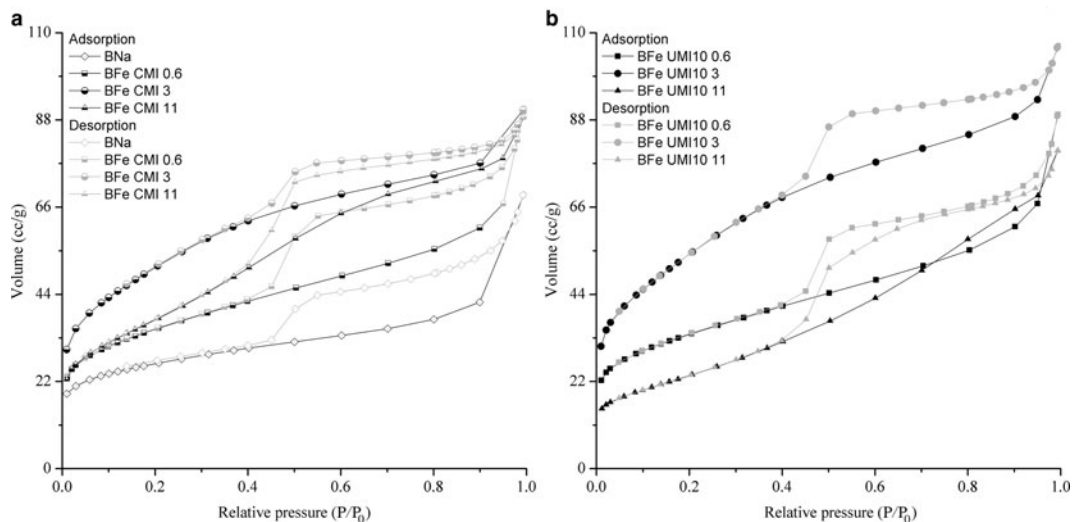 a
110
88
66
44
22
0
Volume (cc/g)
Adsorption
BNa
BFe CMI 0.6
BFe CMI 3
BFe CMI 11
Desorption
BNa
BFe CMI 0.6
BFe CMI 3
BFe CMI 11
0.0 0.2 0.4 0.6 0.8 1.0
Relative pressure (P/P0)
b
110
88
66
44
22
0
Volume (cc/g)
Adsorption
BFe UMI10 0.6
BFe UMI10 3
BFe UMI10 11
Desorption
BFe UMI10 0.6
BFe UMI10 3
BFe UMI10 11
0.0 0.2 0.4 0.6 0.8 1.0
Relative pressure (P/P0)